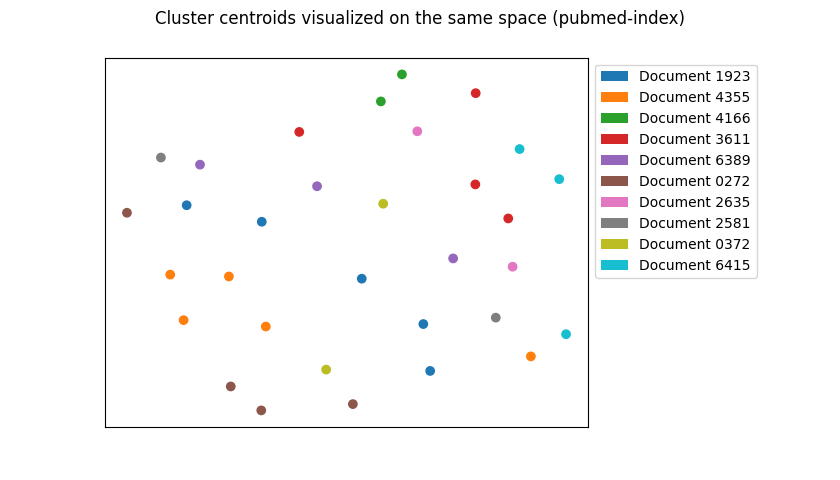 Cluster centroids visualized on the same space (pubmed-index)
Document 1923
Document 4355
Document 4166
Document 3611
Document 6389
Document 0272
Document 2635
Document 2581
Document 0372
Document 6415